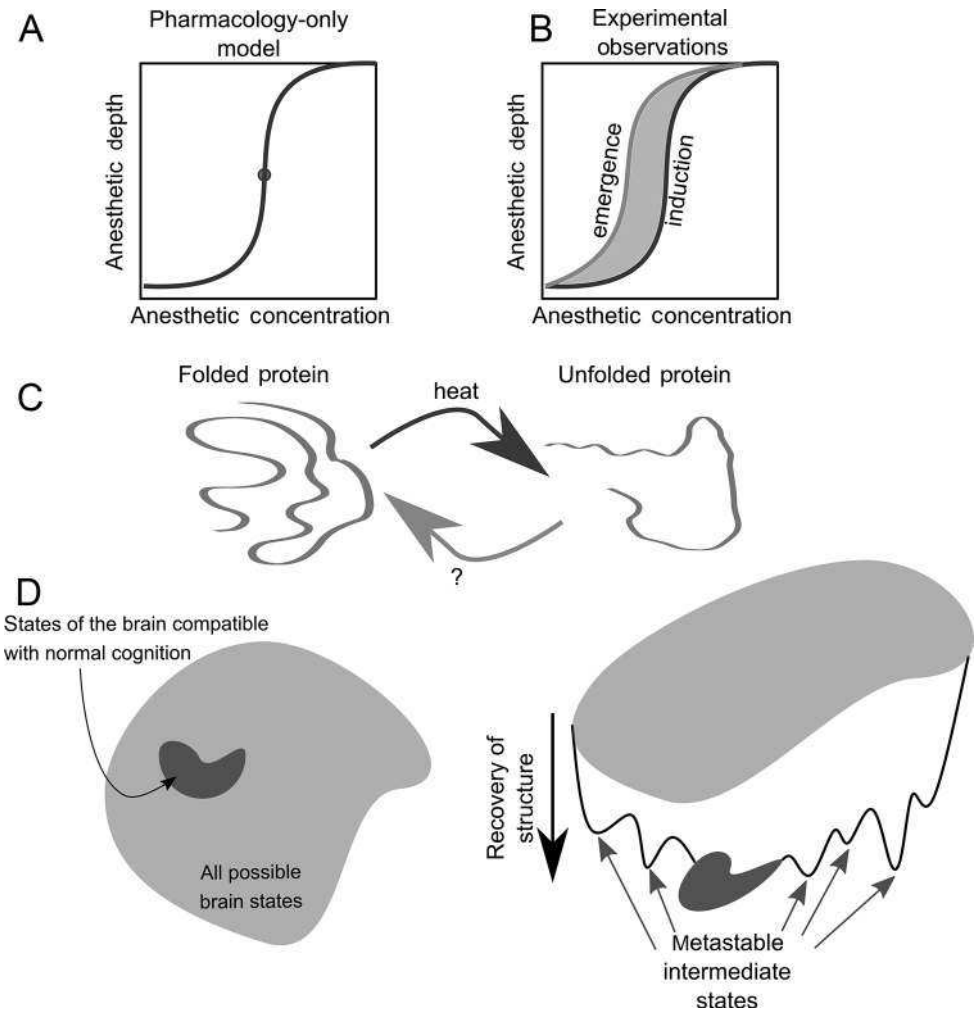 A
Pharmacology-only
model
Anesthetic depth
Anesthetic concentration
B
Experimental
observations
Anesthetic depth
emergence
induction
Anesthetic concentration
C
Folded protein
heat
Unfolded protein
?
D
States of the brain compatible
with normal cognition
All possible
brain states
Recovery of
structure
Metastable
intermediate
states